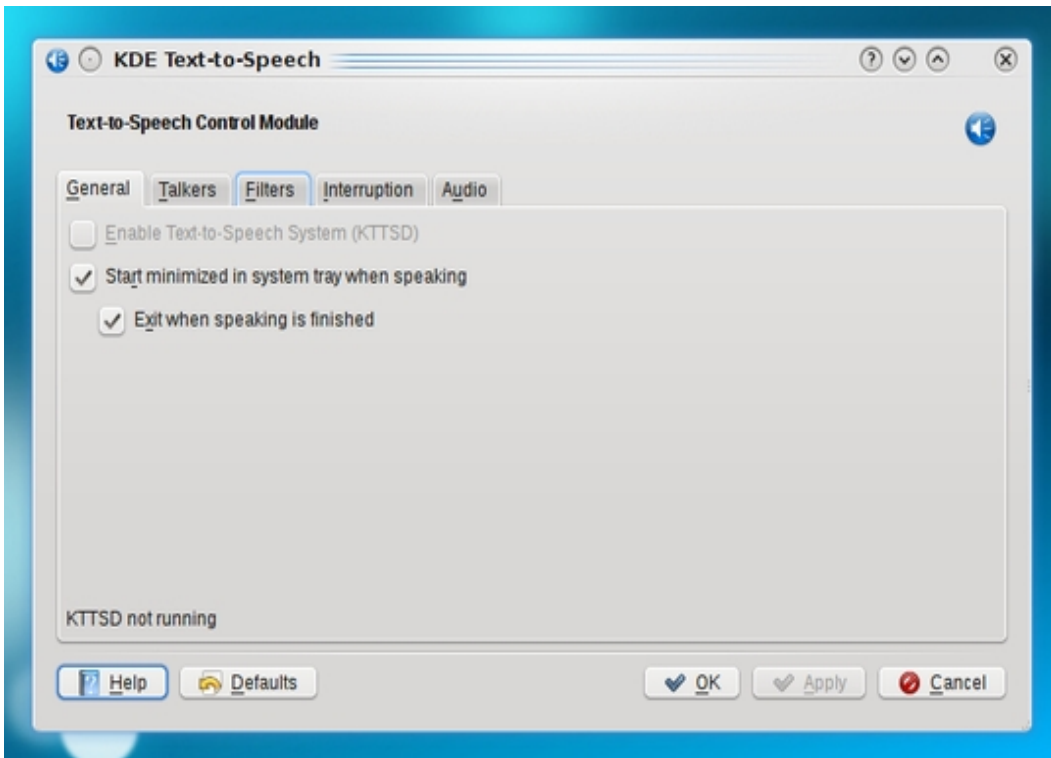 KDE Text-to-Speech
Text-to-Speech Control Module
General Talkers Filters Interruption Audio
Enable Text-to-Speech System (KTTSD)
Start minimized in system tray when speaking
Exit when speaking is finished
KTTSD not running
Help Defaults OK Apply Cancel